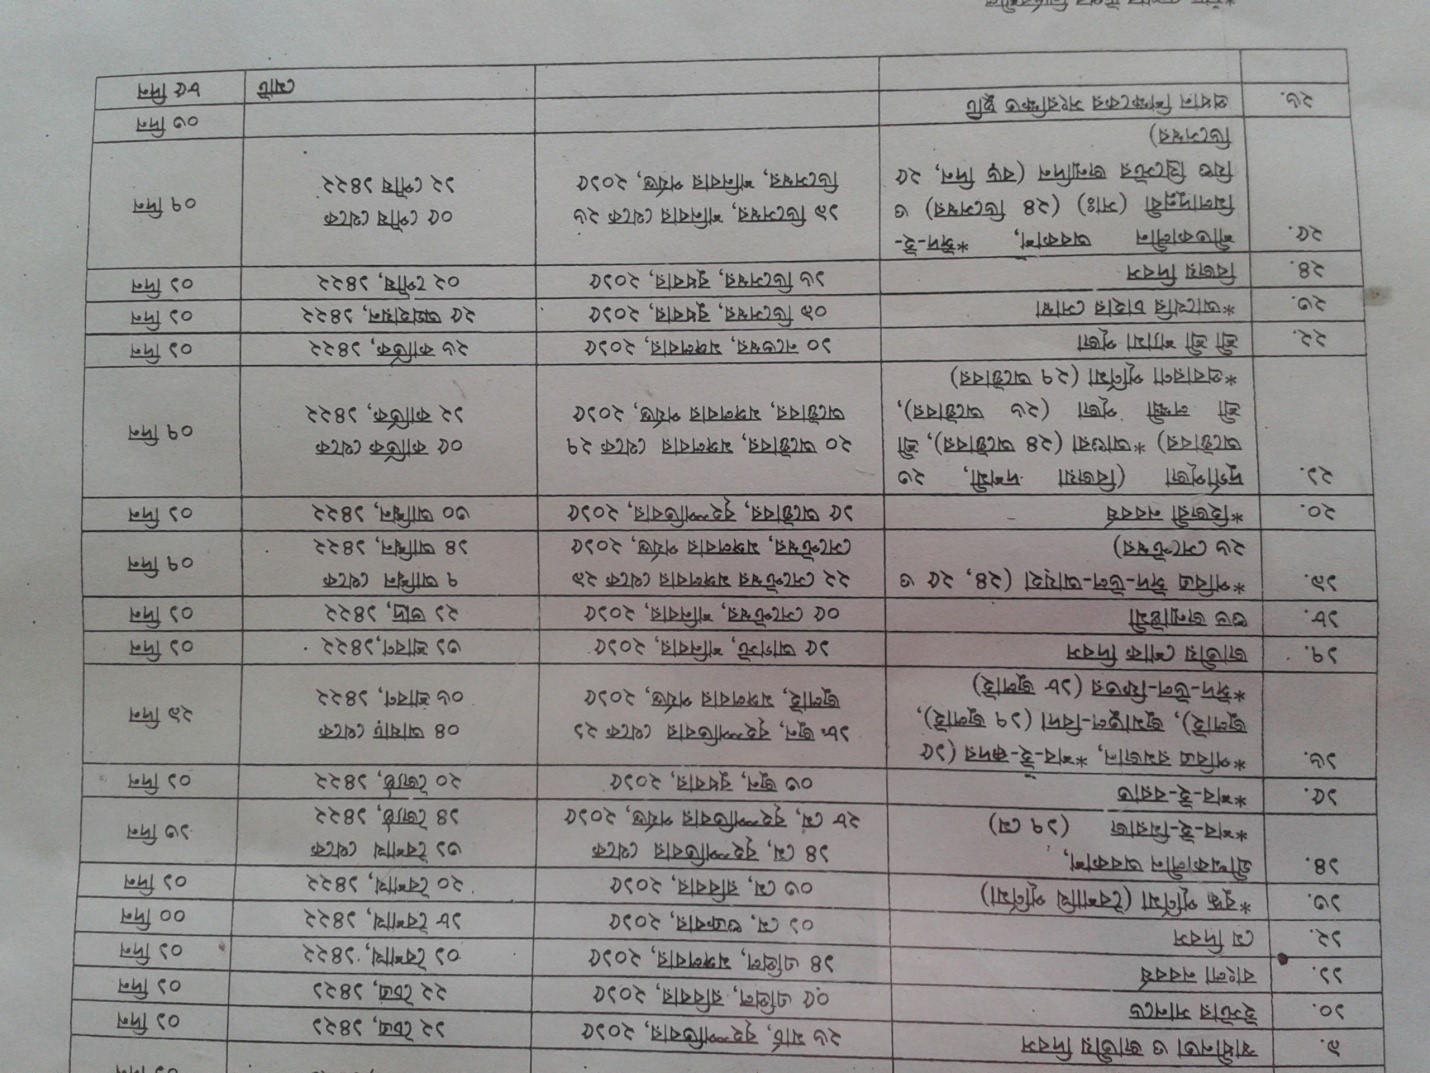 ০১ দিন
৯. স্বাধীনতা ও জাতীয় দিবস ২৬ মার্চ, বৃহস্পতিবার, ২০১৫ ১২ চৈত্র, ১৪২১ ০১ দিন
১০. ইস্টার সানডে ০৫ এপ্রিল, রবিবার, ২০১৫ ২২ চৈত্র, ১৪২১ ০১ দিন
১১. বাংলা নববর্ষ ১৪ এপ্রিল, মঙ্গলবার, ২০১৫ ০১ বৈশাখ, ১৪২২ ০১ দিন
১২. মে দিবস ০১ মে, শুক্রবার, ২০১৫ ১৮ বৈশাখ, ১৪২২ ০০ দিন
১৩. *বুদ্ধ পূর্ণিমা (বৈশাখি পূর্ণিমা) ০৩ মে, রবিবার, ২০১৫ ২০ বৈশাখ, ১৪২২ ০১ দিন
১৪. গ্রীষ্মকালীন অবকাশ, ১৪ মে, বৃহস্পতিবার থেকে ৩১ বৈশাখ থেকে ১৩ দিন
*শব-ই-মিরাজ (১৭ মে) ২৮ মে, বৃহস্পতিবার পর্যন্ত, ২০১৫ ১৪ জ্যৈষ্ঠ, ১৪২২
১৫. *শব-ই-বরাত ০৩ জুন, বুধবার, ২০১৫ ২০ জ্যৈষ্ঠ, ১৪২২ ০১ দিন
১৬. *পবিত্র রমজান, *শব-ই-কদর (১৫ ১৮ জুন, বৃহস্পতিবার থেকে ২১ ০৪ আষাঢ় থেকে ২৯ দিন
জুলাই), জুমাতুল-বিদা (১৭ জুলাই), জুলাই, মঙ্গলবার পর্যন্ত, ২০১৫ ০৬ শ্রাবণ, ১৪২২
*ঈদ-উল-ফিতর (১৮ জুলাই)
১৭. জাতীয় শোক দিবস ১৫ আগস্ট, শনিবার, ২০১৫ ৩১ শ্রাবণ, ১৪২২ ০১ দিন
১৮. শুভ জন্মাষ্টমী ০৫ সেপ্টেম্বর, শনিবার, ২০১৫ ২১ ভাদ্র, ১৪২২ ০১ দিন
১৯. *পবিত্র ঈদ-উল-আযহা (২৪, ২৫ ও ২২ সেপ্টেম্বর মঙ্গলবার থেকে ২৯ ৭ আশ্বিন থেকে ০৭ দিন
২৬ সেপ্টেম্বর) সেপ্টেম্বর, মঙ্গলবার পর্যন্ত, ২০১৫ ১৪ আশ্বিন, ১৪২২
২০. *হিজরী নববর্ষ ১৫ অক্টোবর, বৃহস্পতিবার, ২০১৫ ৩০ আশ্বিন, ১৪২২ ০১ দিন
২১. দুর্গাপূজা (বিজয়া দশমী, ২৩ ২০ অক্টোবর, মঙ্গলবার থেকে ২৭ ০৫ কার্তিক থেকে ০৭ দিন
অক্টোবর) *আশুরা (২৪ অক্টোবর), শ্রী অক্টোবর, মঙ্গলবার পর্যন্ত, ২০১৫ ১২ কার্তিক, ১৪২২
শ্রী লক্ষ্মী পূজা (২৬ অক্টোবর),
*প্রবারণা পূর্ণিমা (২৭ অক্টোবর)
২২. শ্রী শ্রী শ্যামা পূজা ১০ নভেম্বর, মঙ্গলবার, ২০১৫ ২৬ কার্তিক, ১৪২২ ০১ দিন
২৩. *আখেরি চাহার সোম্বা ০৯ ডিসেম্বর, বুধবার, ২০১৫ ২৫ অগ্রহায়ন, ১৪২২ ০১ দিন
২৪. বিজয় দিবস ১৬ ডিসেম্বর, বুধবার, ২০১৫ ০২ পৌষ, ১৪২২ ০১ দিন
২৫. শীতকালীন অবকাশ, *ঈদ-ই- ১৯ ডিসেম্বর, শনিবার থেকে ২৬ ০৫ পৌষ থেকে ০৭ দিন
মিলাদুন্নবী (সাঃ) (২৪ ডিসেম্বর) ও ডিসেম্বর, শনিবার পর্যন্ত, ২০১৫ ১২ পৌষ ১৪২২
যিশু খ্রিস্টের জন্মদিন (বড় দিন, ২৫
ডিসেম্বর)
২৬. প্রধান শিক্ষকের সংরক্ষিত ছুটি ০৩ দিন
মোট ৮৫ দিন